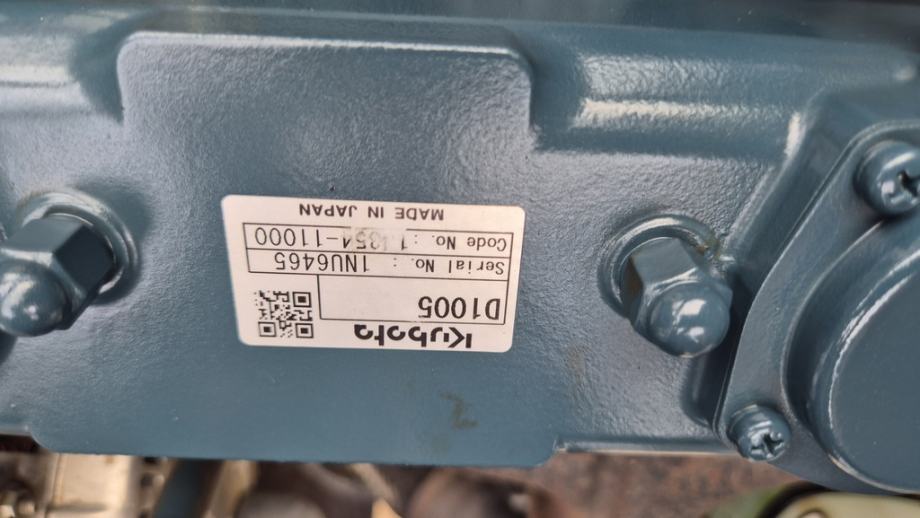 Kubota
D1005
Serial No. : 1NU6465
Code No. :
MADE IN JAPAN